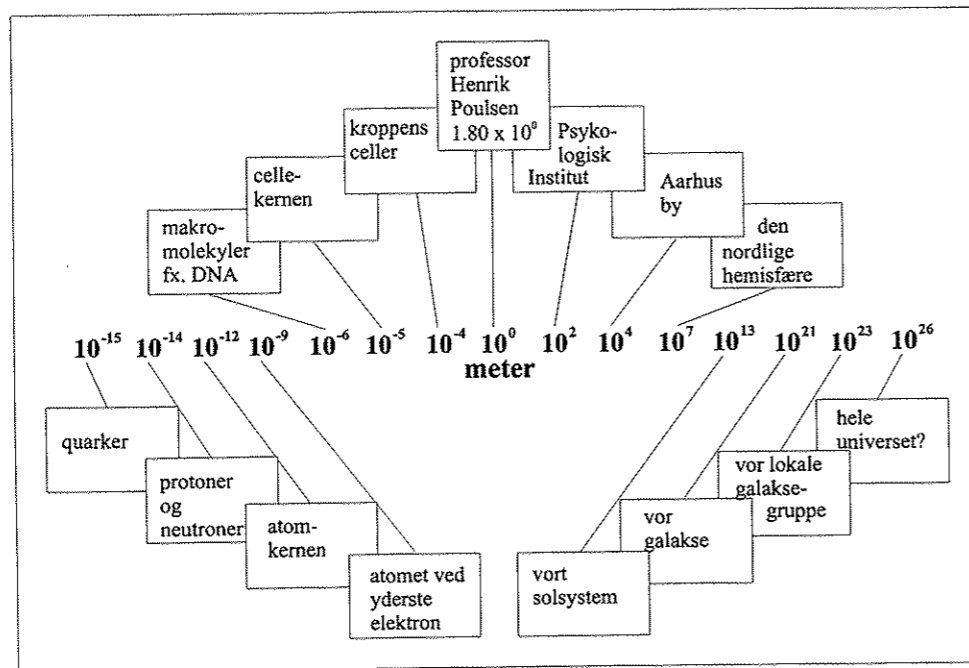 professor
Henrik
Poulsen
1.80 x 10⁰
kroppens
celler
Psyko-
logisk
Institut
celle-
kernen
Aarhus
by
makro-
molekyler
fx. DNA
den
nordlige
hemisfære
10⁻¹⁵ 10⁻¹⁴ 10⁻¹² 10⁻⁹ 10⁻⁶ 10⁻⁵ 10⁻⁴ 10⁰ 10² 10⁴ 10⁷ 10¹³ 10²¹ 10²³ 10²⁶
meter
quarker
protoner
og
neutroner
atom-
kernen
atomet ved
yderste
elektron
vort
solsystem
vor
galakse
vor lokale
galakse-
gruppe
hele
universet?